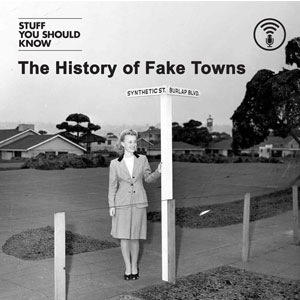 STUFF
YOU SHOULD
KNOW
The History of Fake Towns
SYNTHETIC ST. BURLAP BLVD.